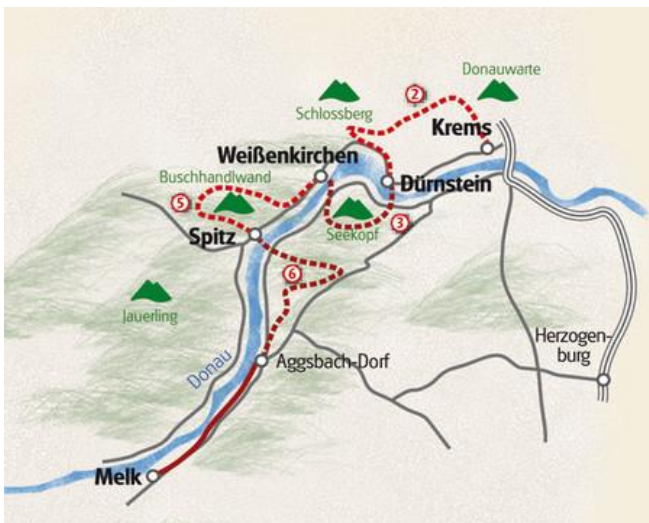 Donauwarte
2
Schlossberg
Krems
Weißenkirchen
Buschhandlwand
Dürnstein
5
3
Seekopf
Spitz
6
Jauerling
Herzogen-
burg
Donau
Aggsbach-Dorf
Melk